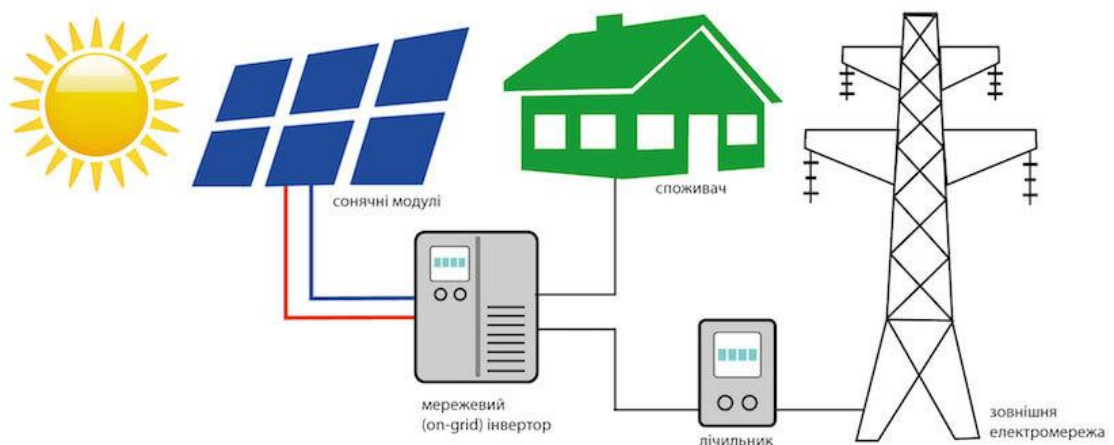 сонячні модулі
споживач
мережевий
(on-grid) інвертор
лічильник
зовнішня
електромережа